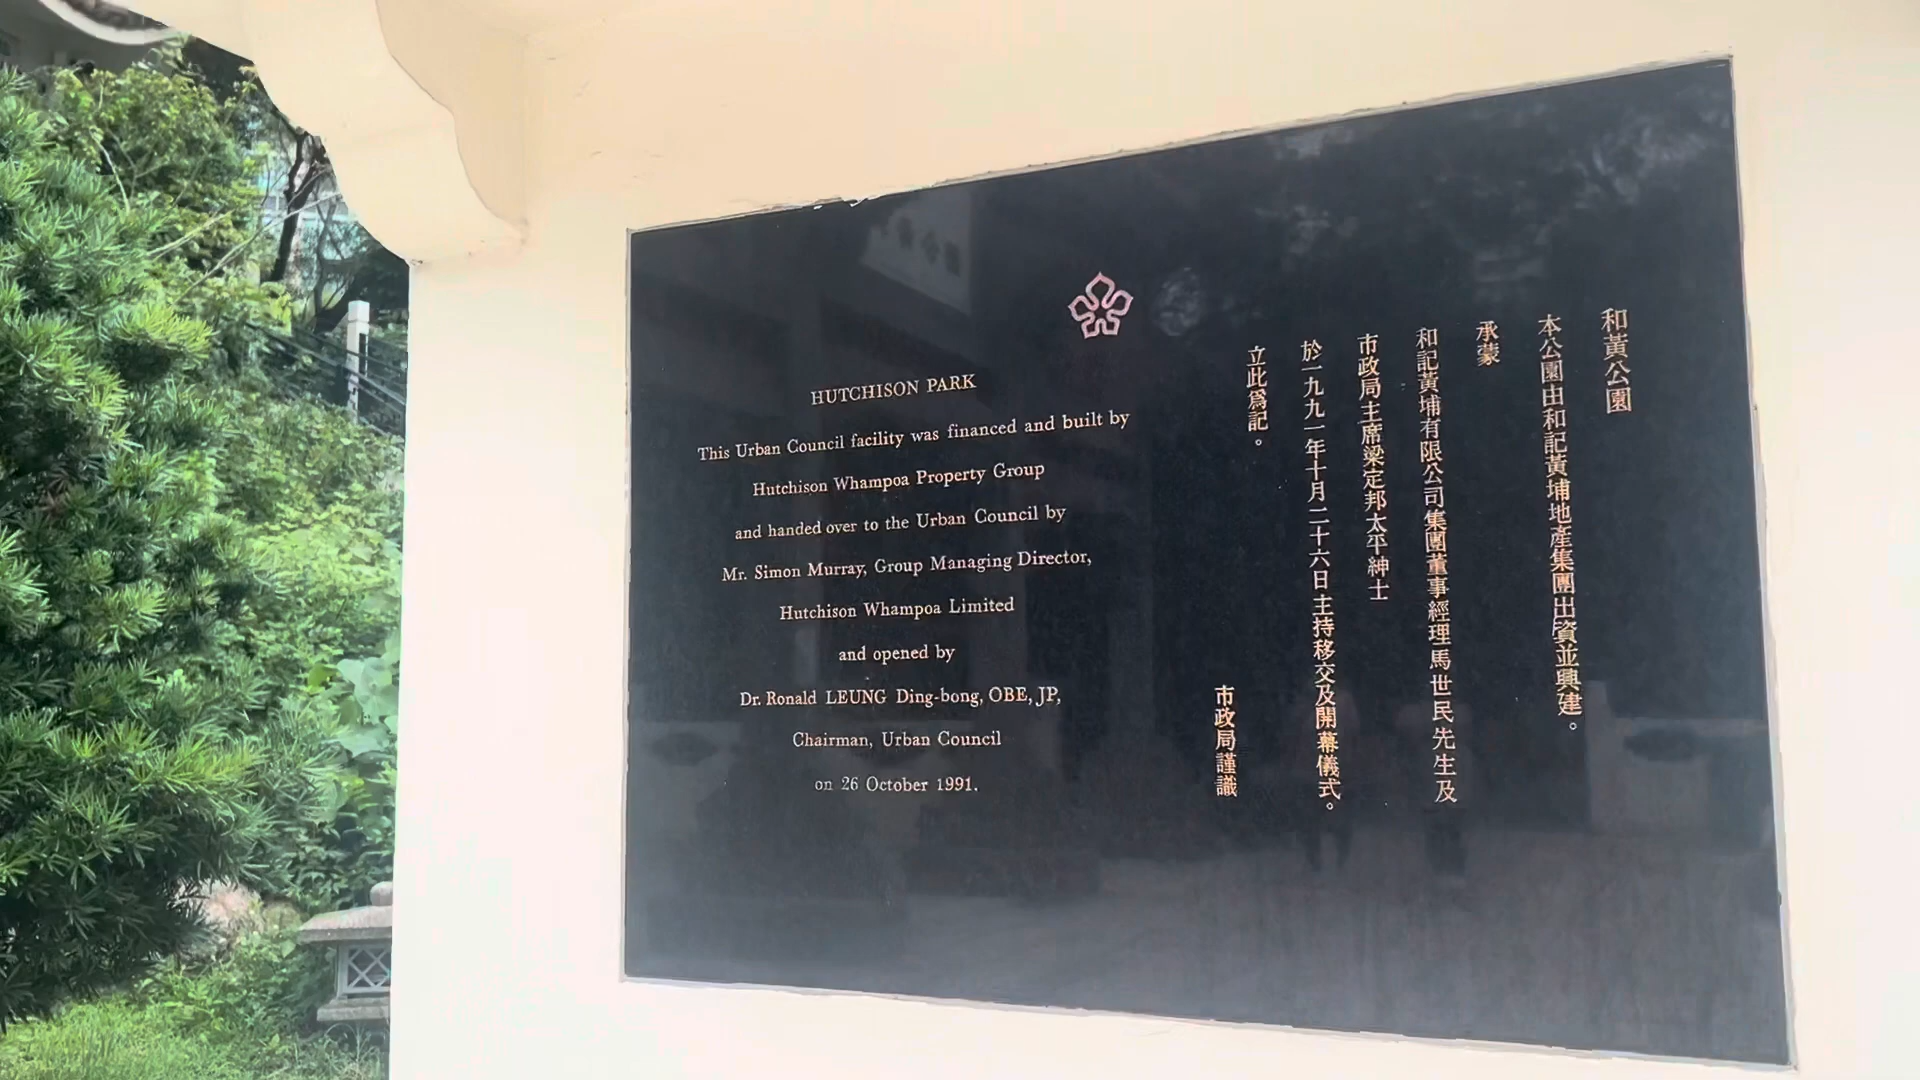 HUTCHISON PARK
This Urban Council facility was financed and built by
Hutchison Whampoa Property Group
and handed over to the Urban Council by
Mr. Simon Murray, Group Managing Director,
Hutchison Whampoa Limited
and opened by
Dr. Ronald LEUNG Ding-bong, OBE, JP,
Chairman, Urban Council
on 26 October 1991.
和黃公園
本公園由和記黃埔地產集團出資並興建。
承蒙
和記黃埔有限公司集團董事經理馬世民先生及
市政局主席梁定邦太平紳士
於一九九一年十月二十六日主持移交及開幕儀式。
立此爲記。
市政局謹識